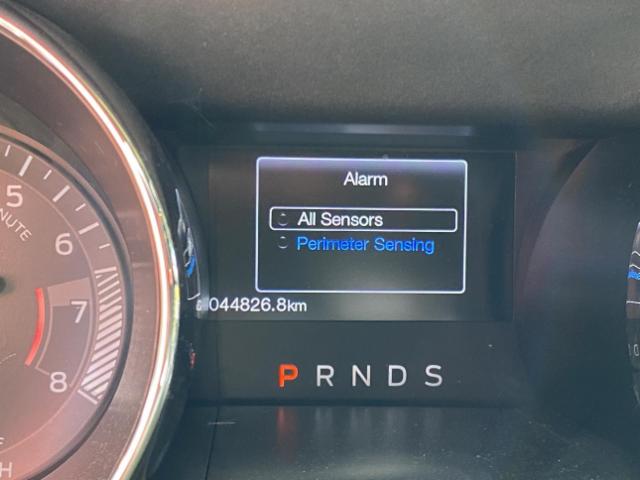 Alarm
All Sensors
Perimeter Sensing
044826.8km
P R N D S
5
6
7
8